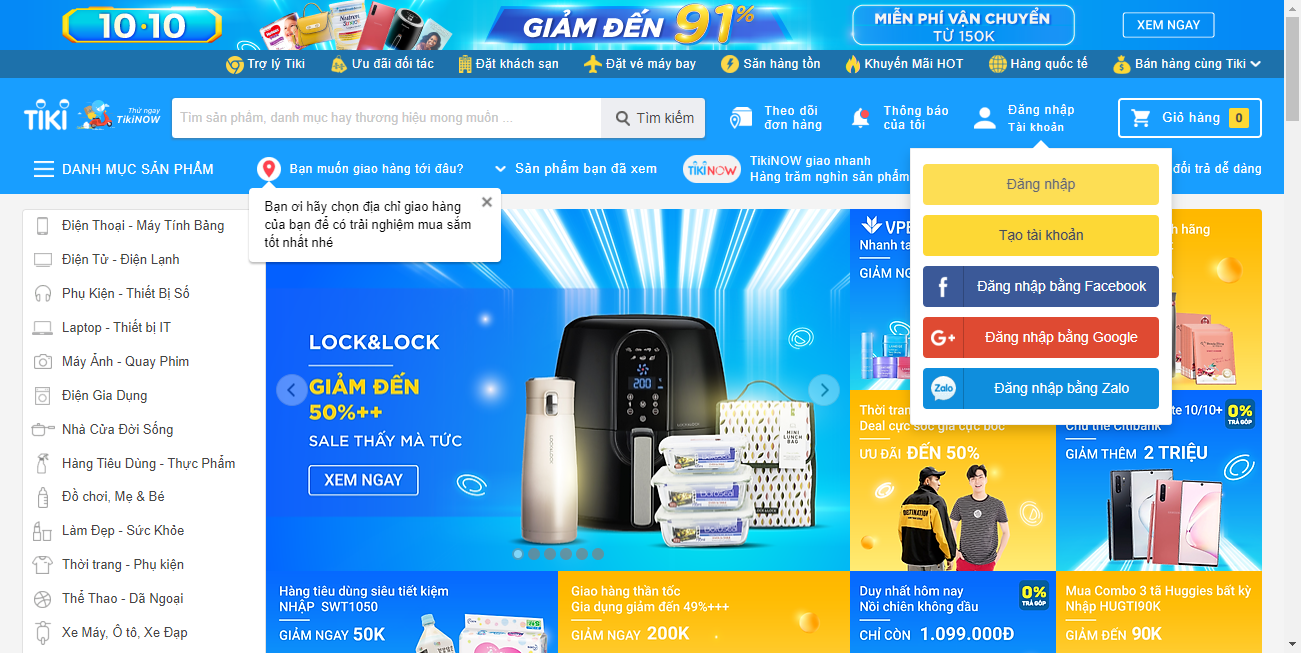 10·10
GIẢM ĐẾN 91%
MIỄN PHÍ VẬN CHUYỂN
TỪ 150K
XEM NGAY
Trợ lý Tiki
Ưu đãi đối tác
Đặt khách sạn
Đặt vé máy bay
Săn hàng tồn
Khuyến Mãi HOT
Hàng quốc tế
Bán hàng cùng Tiki
TIKI
Thử ngay
TikiNOW
Tìm sản phẩm, danh mục hay thương hiệu mong muốn ...
Tìm kiếm
Theo dõi
đơn hàng
Thông báo
của tôi
Đăng nhập
Tài khoản
Giỏ hàng 0
DANH MỤC SẢN PHẨM
Bạn muốn giao hàng tới đâu?
Sản phẩm bạn đã xem
TIKINOW
TikiNOW giao nhanh
Hàng trăm nghìn sản phẩm
đổi trả dễ dàng
Bạn ơi hãy chọn địa chỉ giao hàng
của bạn để có trải nghiệm mua sắm
tốt nhất nhé
Đăng nhập
Tạo tài khoản
Đăng nhập bằng Facebook
G+ Đăng nhập bằng Google
Zalo Đăng nhập bằng Zalo
Điện Thoại - Máy Tính Bảng
Điện Tử - Điện Lạnh
Phụ Kiện - Thiết Bị Số
Laptop - Thiết bị IT
Máy Ảnh - Quay Phim
Điện Gia Dụng
Nhà Cửa Đời Sống
Hàng Tiêu Dùng - Thực Phẩm
Đồ chơi, Mẹ & Bé
Làm Đẹp - Sức Khỏe
Thời trang - Phụ kiện
Thể Thao - Dã Ngoại
Xe Máy, Ô tô, Xe Đạp
LOCK&LOCK
GIẢM ĐẾN
50%++
SALE THẤY MÀ TỨC
XEM NGAY
200
MINI
LUNCH
BAG
VPB
Nhanh ta
GIẢM NG
h hãng
Thời tran
Deal cực sốc giá cực bốc
ƯU ĐÃI ĐẾN 50%
te 10/10+
Chủ thẻ Citibank
GIẢM THÊM 2 TRIỆU
0%
TRẢ GÓP
Hàng tiêu dùng siêu tiết kiệm
NHẬP SWT1050
GIẢM NGAY 50K
Giao hàng thần tốc
Gia dụng giảm đến 49%+++
GIẢM NGAY 200K
Duy nhất hôm nay
Nồi chiên không dầu
CHỈ CÒN 1.099.000Đ
0%
TRẢ GÓP
Mua Combo 3 tã Huggies bất kỳ
Nhập HUGTI90K
GIẢM ĐẾN 90K